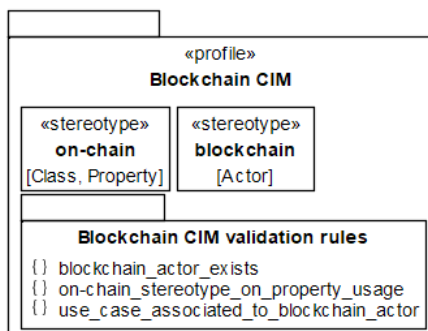 «profile»
Blockchain CIM
«stereotype»
on-chain
[Class, Property]
«stereotype»
blockchain
[Actor]
Blockchain CIM validation rules
{} blockchain_actor_exists
{} on-chain_stereotype_on_property_usage
{} use_case_associated_to_blockchain_actor